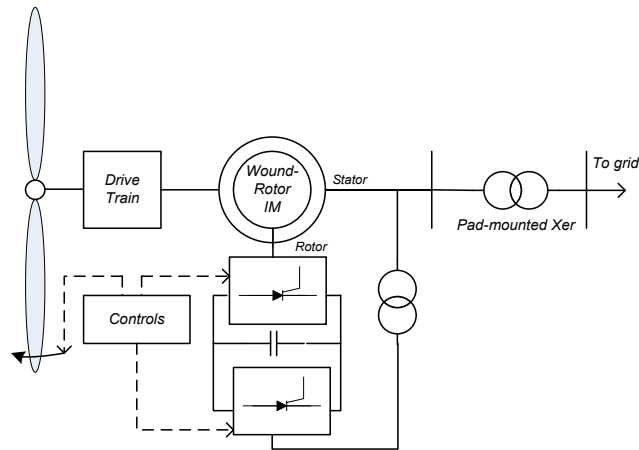 Drive
Train
Wound-
Rotor
IM
Stator
To grid
Pad-mounted Xer
Rotor
Controls